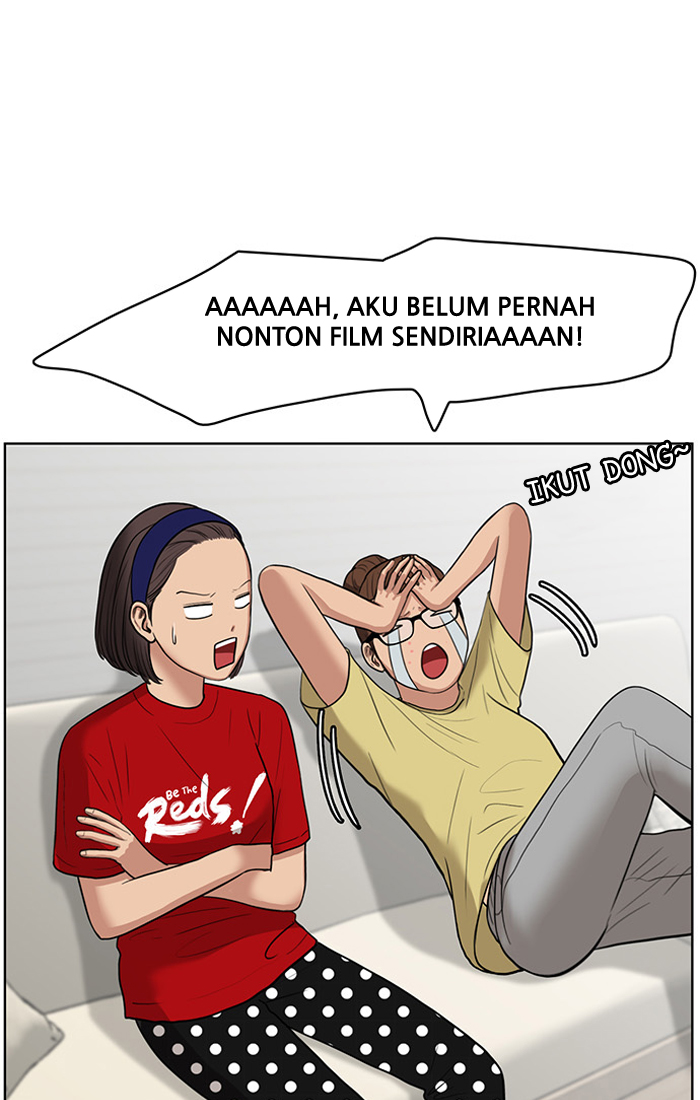 AAAAAAH, AKU BELUM PERNAH
NONTON FILM SENDIRIAAAAN!
IKUT DONG~
Be The
Reds!